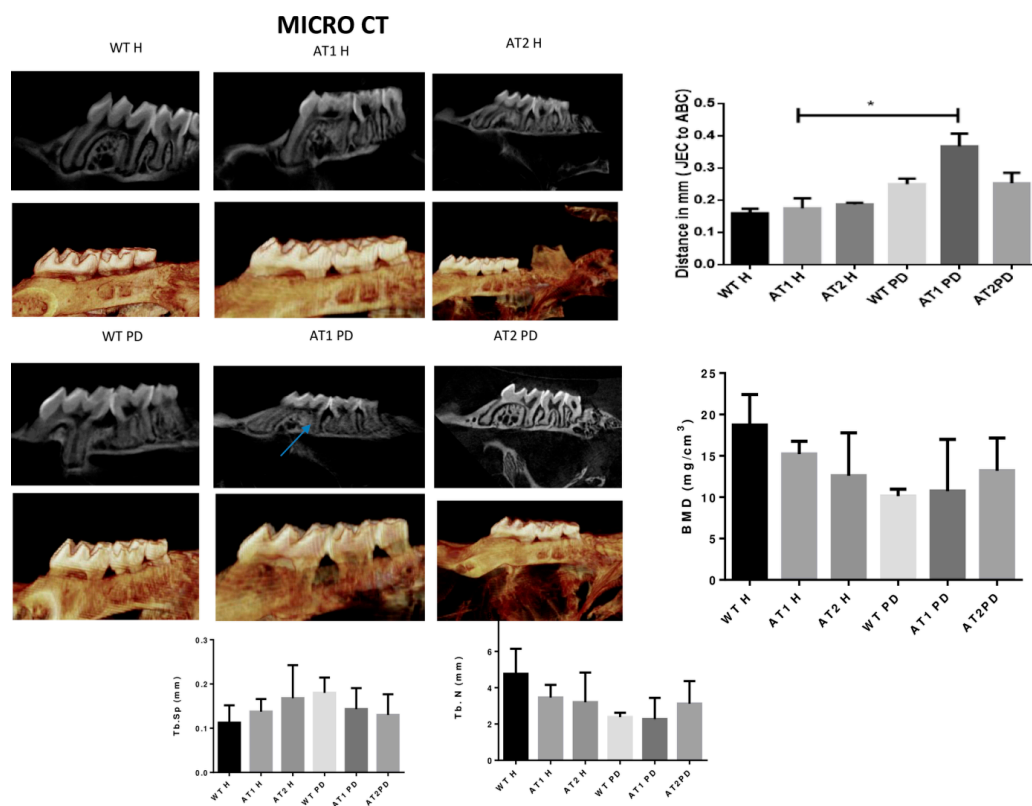 MICRO CT
WT H
AT1 H
AT2 H
WT PD
AT1 PD
AT2 PD
Distance in mm ( JEC to ABC)
0.5
0.4
0.3
0.2
0.1
0.0
*
WT H
AT1 H
AT2 H
WT PD
AT1 PD
AT2PD
BMD (mg/cm³)
25
20
15
10
5
0
WT H
AT1 H
AT2 H
WT PD
AT1 PD
AT2PD
Tb.Sp (mm)
0.3
0.2
0.1
0.0
WT H
AT1 H
AT2 H
WT PD
AT1 PD
AT2PD
Tb. N (mm)
6
4
2
0
WT H
AT1 H
AT2 H
WT PD
AT1 PD
AT2PD